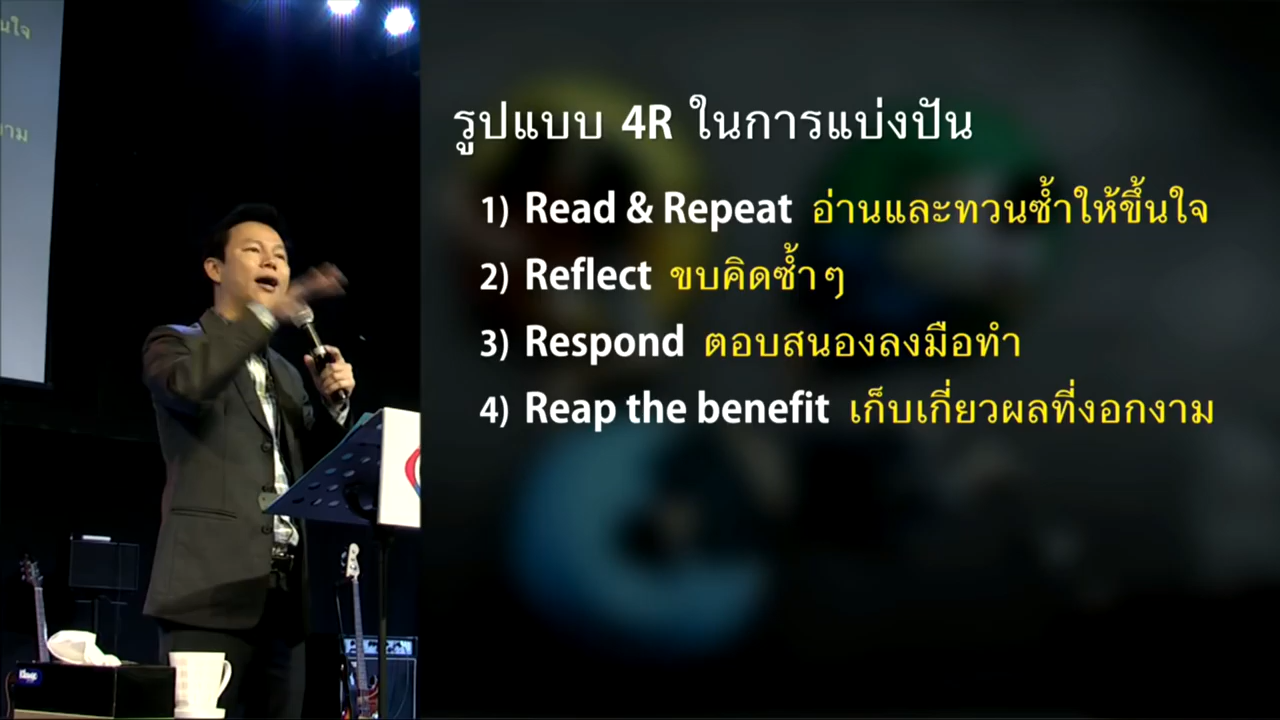 รูปแบบ 4R ในการแบ่งปัน
1) Read & Repeat อ่านและทวนซ้ำให้ขึ้นใจ
2) Reflect ขบคิดซ้ำๆ
3) Respond ตอบสนองลงมือทำ
4) Reap the benefit เก็บเกี่ยวผลที่งอกงาม